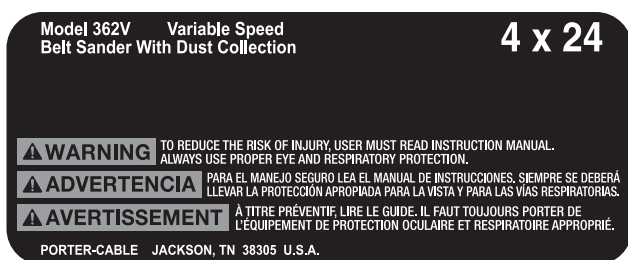 Model 362V Variable Speed
Belt Sander With Dust Collection
4 x 24
WARNING TO REDUCE THE RISK OF INJURY, USER MUST READ INSTRUCTION MANUAL.
ALWAYS USE PROPER EYE AND RESPIRATORY PROTECTION.
ADVERTENCIA PARA EL MANEJO SEGURO LEA EL MANUAL DE INSTRUCCIONES. SIEMPRE SE DEBERÁ
LLEVAR LA PROTECCIÓN APROPIADA PARA LA VISTA Y PARA LAS VÍAS RESPIRATORIAS.
AVERTISSEMENT À TITRE PRÉVENTIF, LIRE LE GUIDE. IL FAUT TOUJOURS PORTER DE
L'ÉQUIPEMENT DE PROTECTION OCULAIRE ET RESPIRATOIRE APPROPRIÉ.
PORTER-CABLE JACKSON, TN 38305 U.S.A.